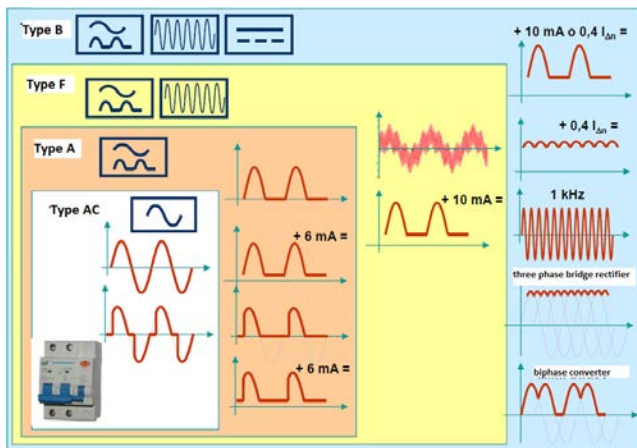 Type B
+ 10 mA o 0,4 IΔn =
Type F
+ 0,4 IΔn
Type A
Type AC
+ 10 mA =
1 kHz
+ 6 mA =
three phase bridge rectifier
+ 6 mA =
biphase converter